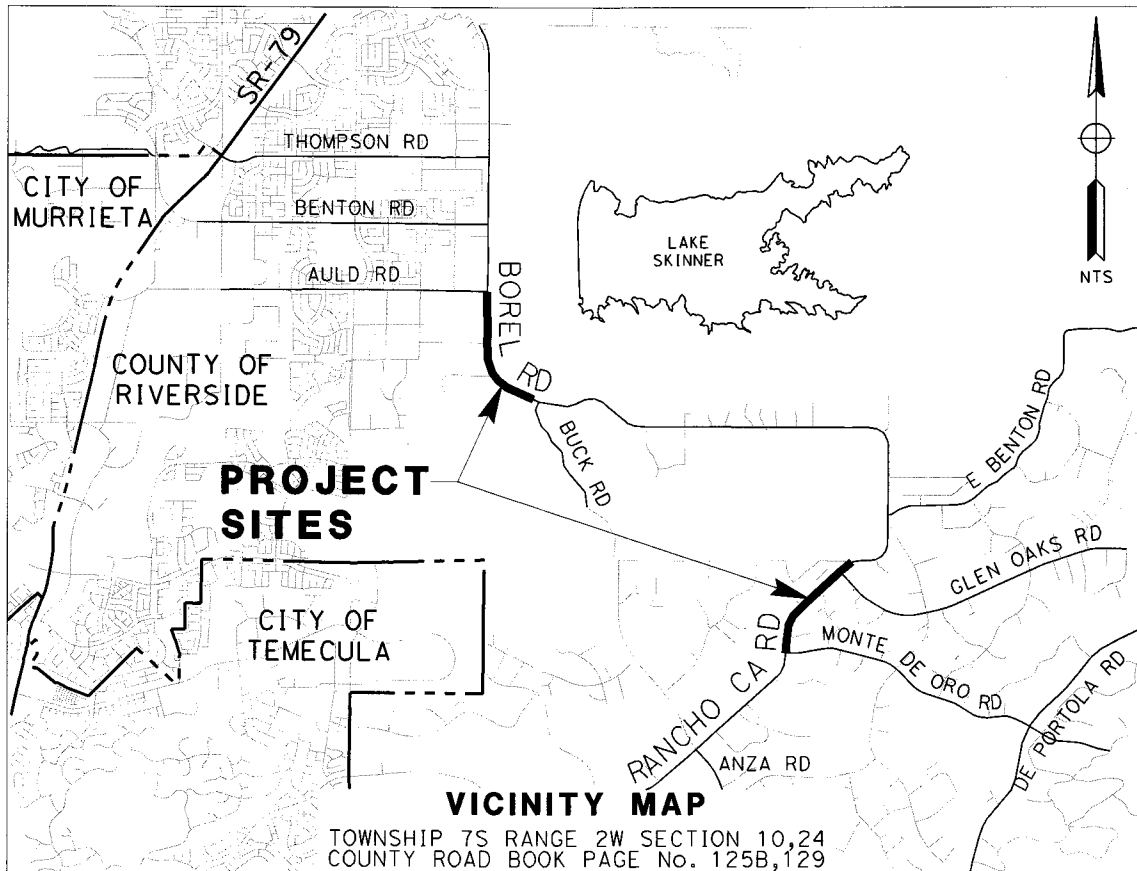 SR-79
THOMPSON RD
CITY OF
MURRIETA
BENTON RD
LAKE
SKINNER
NTS
AULD RD
BOREL RD
COUNTY OF
RIVERSIDE
BUCK RD
E BENTON RD
PROJECT
SITES
GLEN OAKS RD
CITY OF
TEMECULA
MONTE DE ORO RD
RANCHO CA RD
DE PORTOLA RD
ANZA RD
VICINITY MAP
TOWNSHIP 7S RANGE 2W SECTION 10,24
COUNTY ROAD BOOK PAGE No. 125B,129